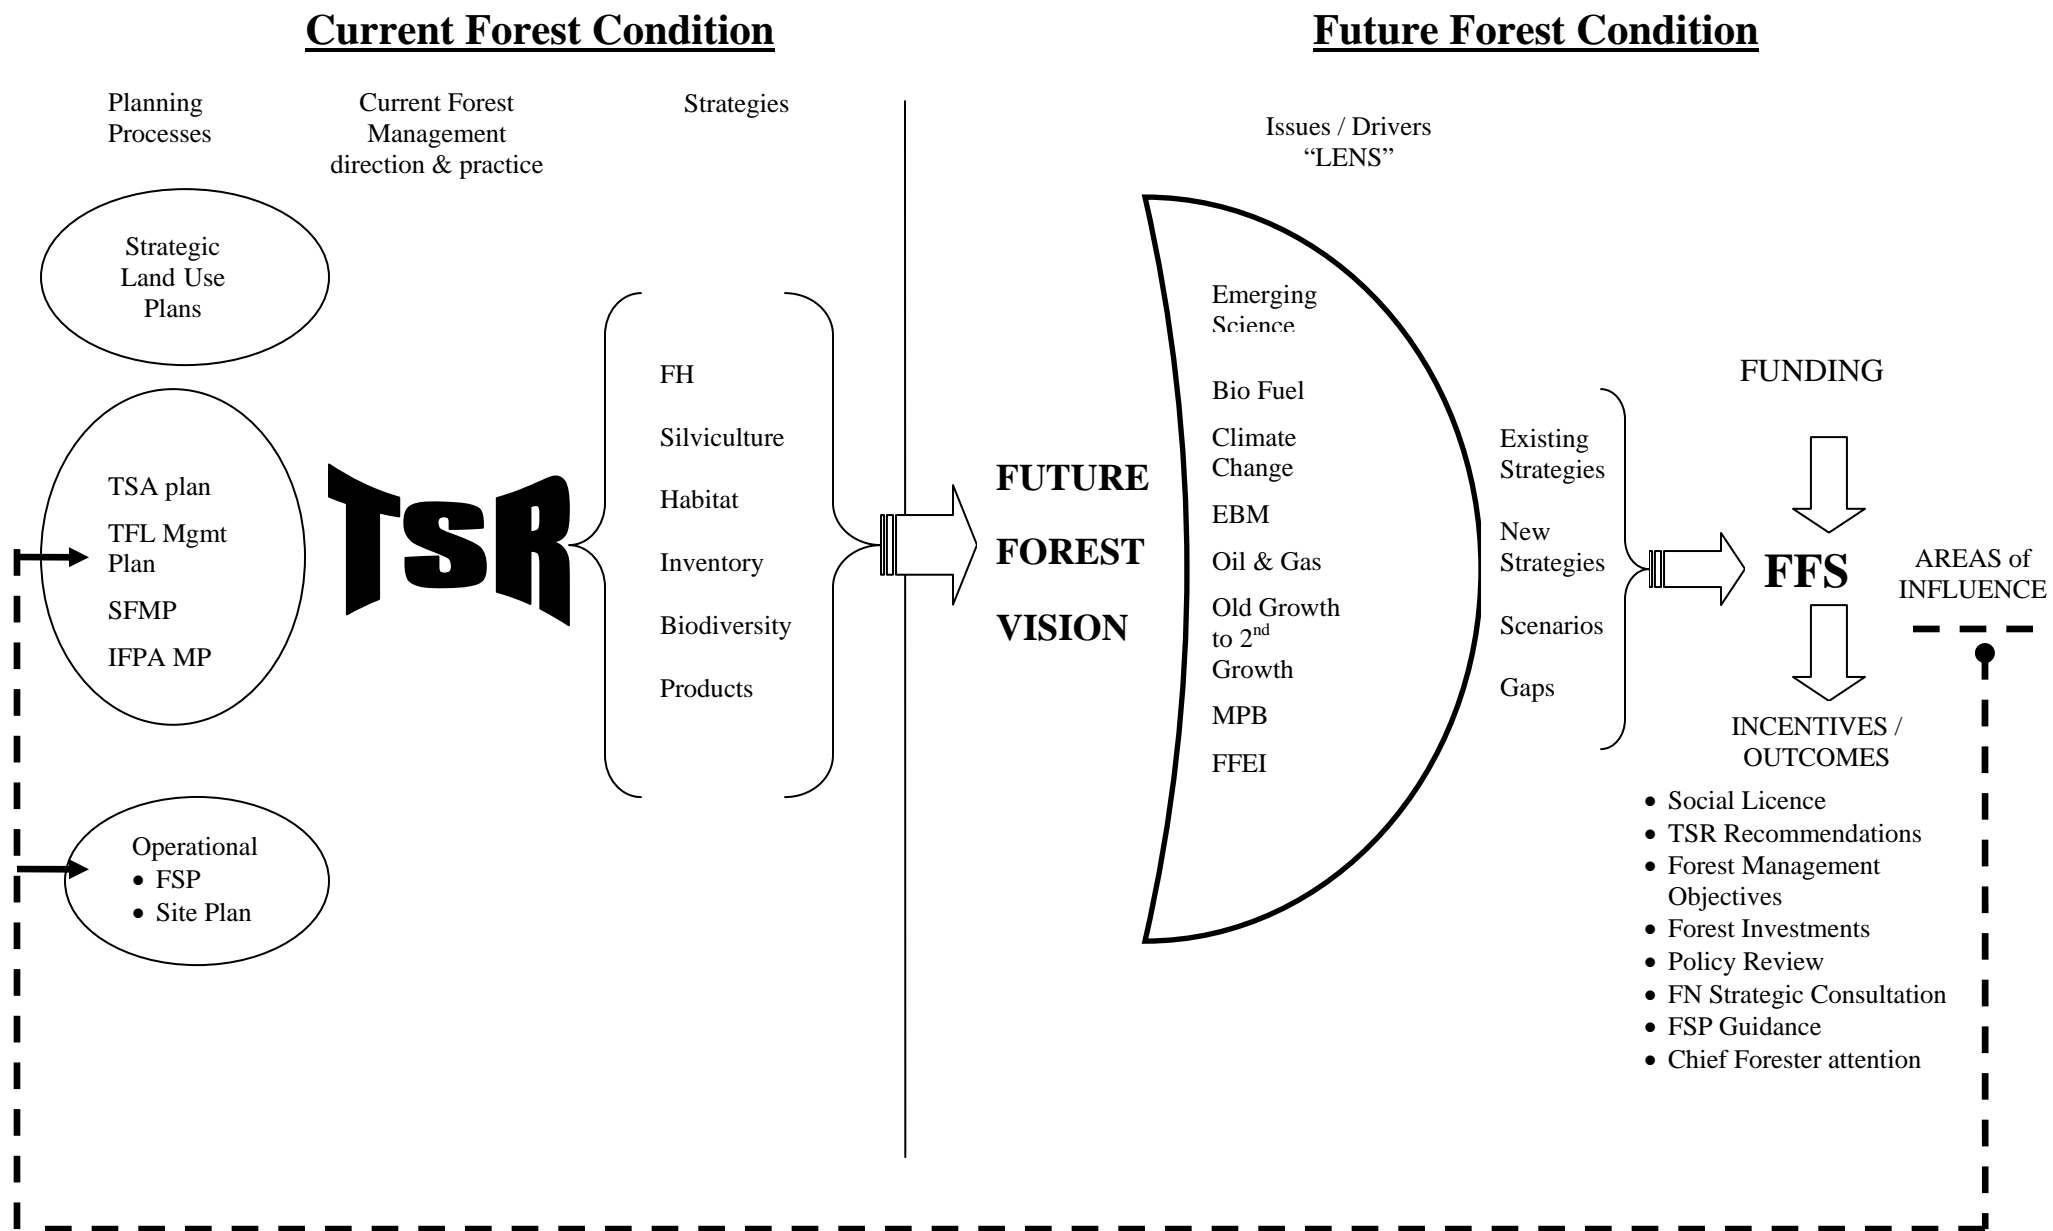 Current Forest Condition
Future Forest Condition
Planning
Processes
Current Forest
Management
direction & practice
Strategies
Issues / Drivers
“LENS”
Strategic
Land Use
Plans
TSA plan
TFL Mgmt
Plan
SFMP
IFPA MP
Operational
• FSP
• Site Plan
TSR
FH
Silviculture
Habitat
Inventory
Biodiversity
Products
FUTURE
FOREST
VISION
Emerging
Science
Bio Fuel
Climate
Change
EBM
Oil & Gas
Old Growth
to 2nd
Growth
MPB
FFEI
Existing
Strategies
New
Strategies
Scenarios
Gaps
FUNDING
FFS
AREAS of
INFLUENCE
INCENTIVES /
OUTCOMES
• Social Licence
• TSR Recommendations
• Forest Management
Objectives
• Forest Investments
• Policy Review
• FN Strategic Consultation
• FSP Guidance
• Chief Forester attention